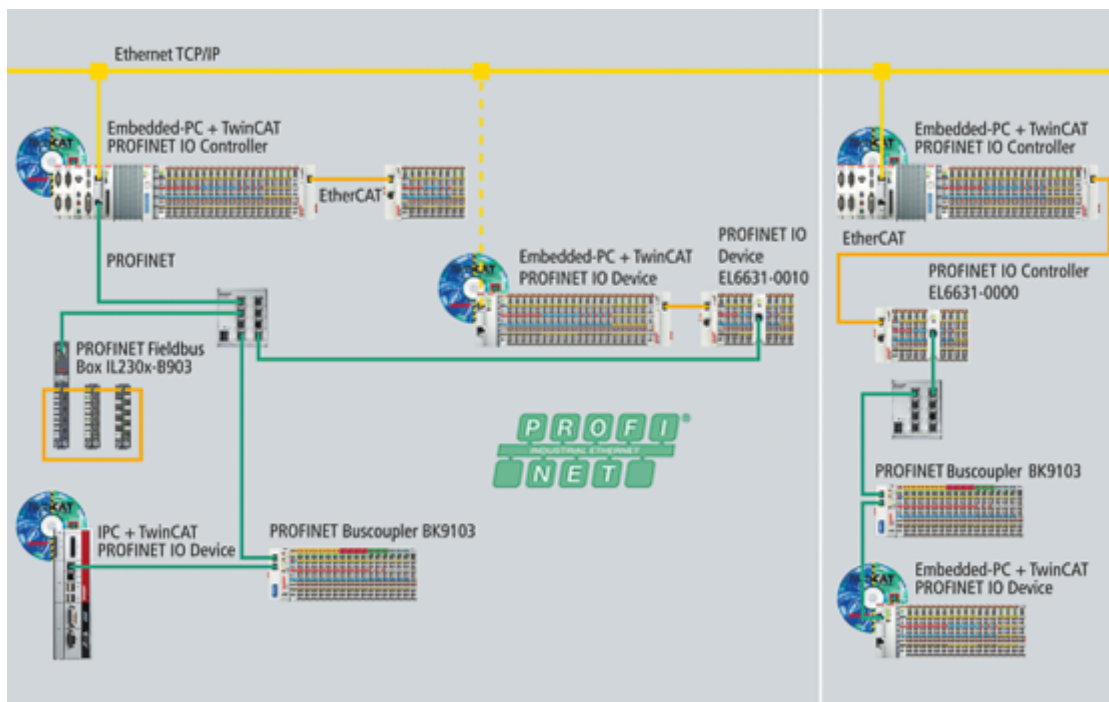 Ethernet TCP/IP
Embedded-PC + TwinCAT
PROFINET IO Controller
EtherCAT
PROFINET
Embedded-PC + TwinCAT
PROFINET IO Device
PROFINET IO
Device
EL6631-0010
PROFINET Fieldbus
Box IL230x-B903
PROFI®
INDUSTRIAL ETHERNET
NET
IPC + TwinCAT
PROFINET IO Device
PROFINET Buscoupler BK9103
Embedded-PC + TwinCAT
PROFINET IO Controller
EtherCAT
PROFINET IO Controller
EL6631-0000
PROFINET Buscoupler BK9103
Embedded-PC + TwinCAT
PROFINET IO Device